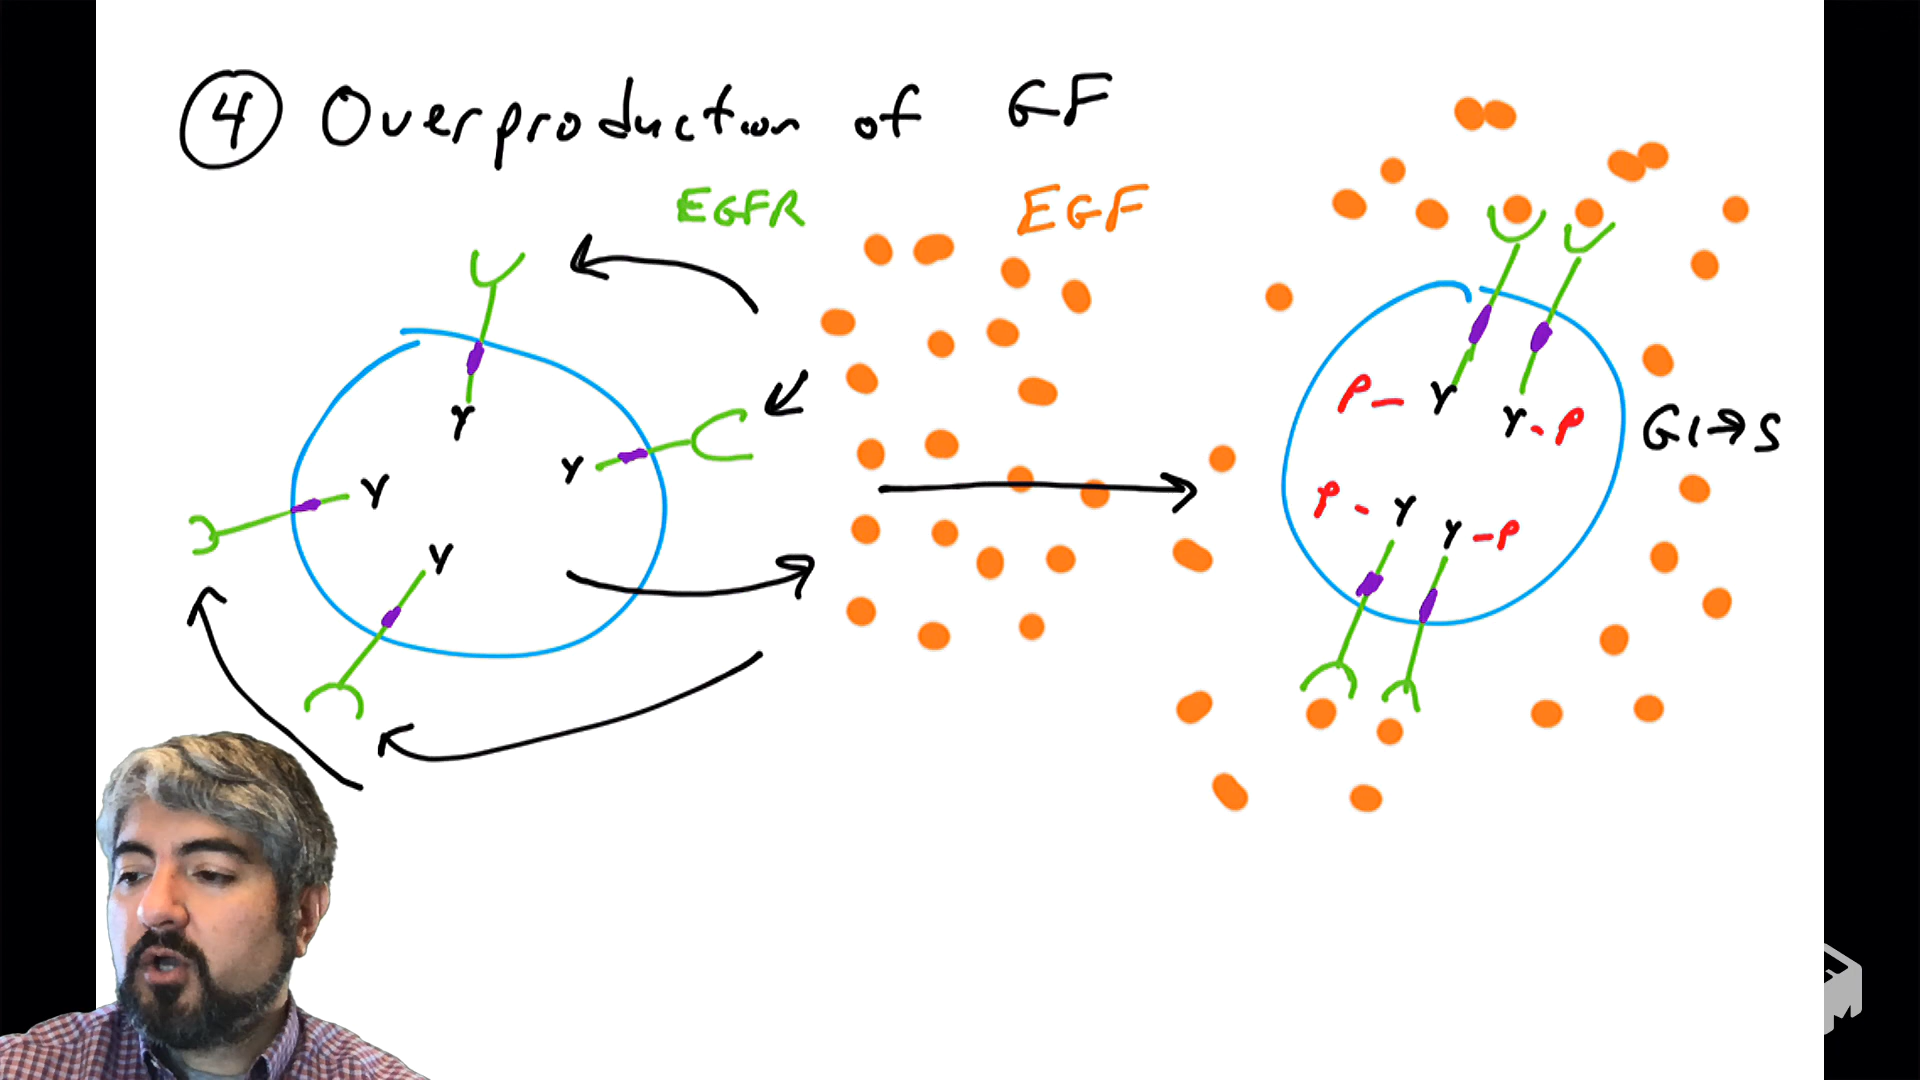 ④ Overproduction of GF
EGFR EGF
Y
Y
Y
Y
P- Y Y-P
G1→S
P- Y Y-P